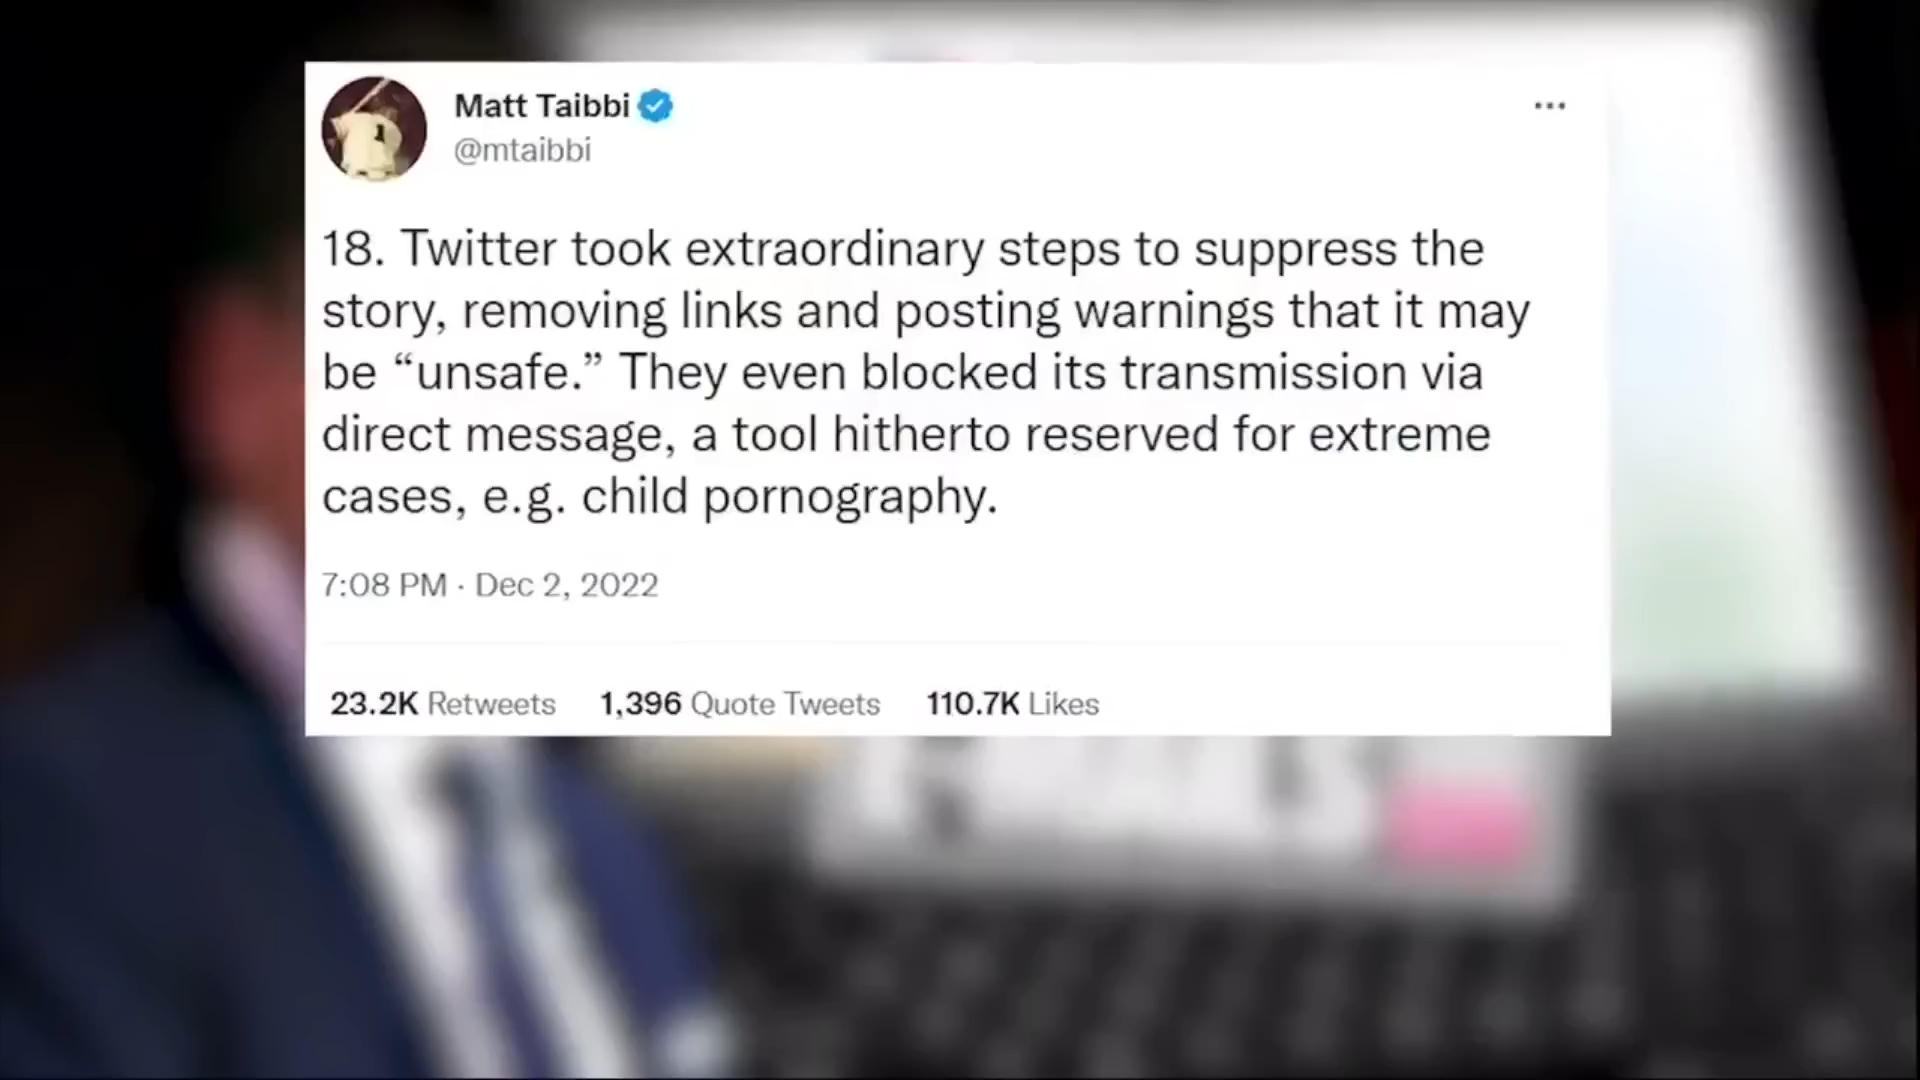 Matt Taibbi
@mtaibbi
18. Twitter took extraordinary steps to suppress the
story, removing links and posting warnings that it may
be “unsafe.” They even blocked its transmission via
direct message, a tool hitherto reserved for extreme
cases, e.g. child pornography.
7:08 PM · Dec 2, 2022
23.2K Retweets 1,396 Quote Tweets 110.7K Likes